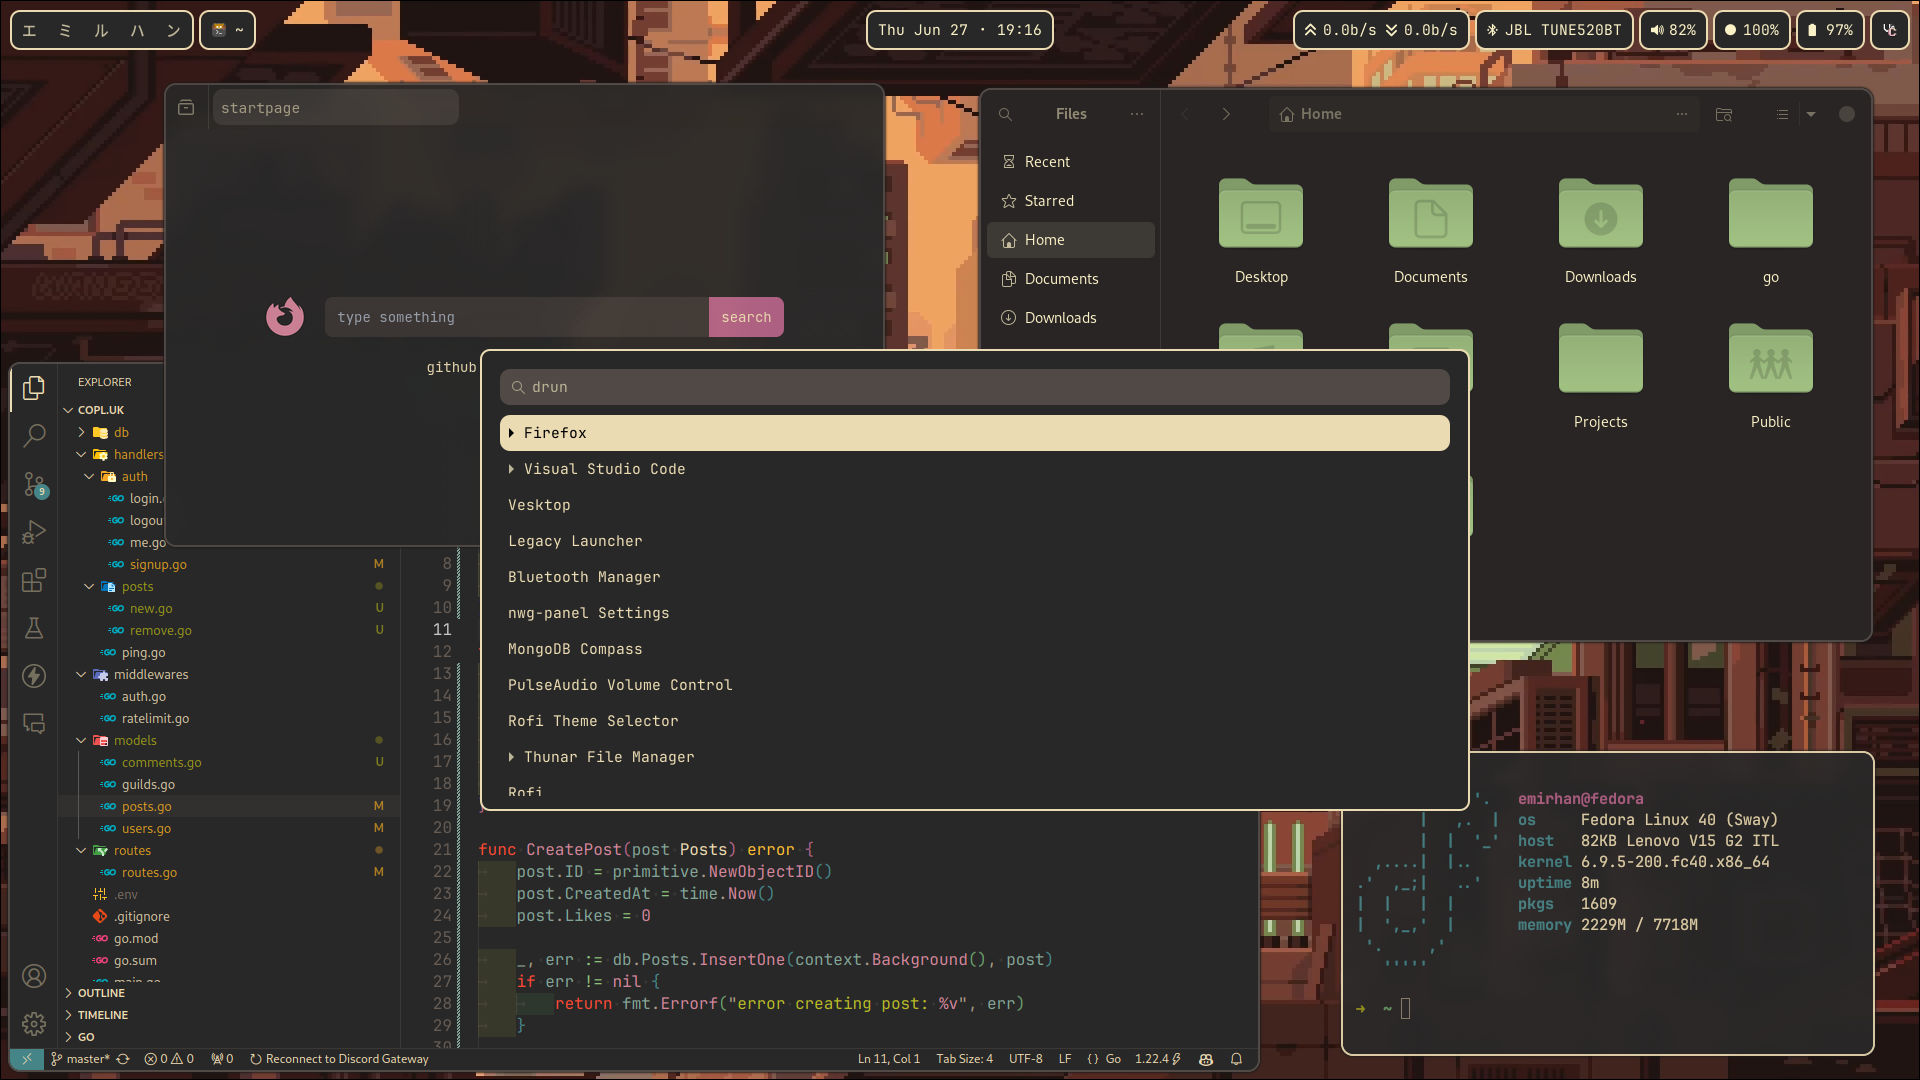 エ ミ ル ハ ン
~
Thu Jun 27 · 19:16
0.0b/s 0.0b/s
JBL TUNE520BT
82%
100%
97%
startpage
type something
search
github
Files
Home
Recent
Starred
Home
Documents
Downloads
Desktop
Documents
Downloads
go
Projects
Public
drun
Firefox
Visual Studio Code
Vesktop
Legacy Launcher
Bluetooth Manager
nwg-panel Settings
MongoDB Compass
PulseAudio Volume Control
Rofi Theme Selector
Thunar File Manager
Rofi
EXPLORER
COPL.UK
db
handlers
auth
login.
logou
me.go
signup.go M
posts
new.go U
remove.go U
ping.go
middlewares
auth.go
ratelimit.go
models
comments.go U
guilds.go
posts.go M
users.go M
routes
routes.go M
.env
.gitignore
go.mod
go.sum
main.go
OUTLINE
TIMELINE
GO
9
8
9
10
11
12
13
14
15
16
17
18
19
20
21 func CreatePost(post Posts) error {
22 post.ID = primitive.NewObjectID()
23 post.CreatedAt = time.Now()
24 post.Likes = 0
25
26 _, err := db.Posts.InsertOne(context.Background(), post)
27 if err != nil {
28 return fmt.Errorf("error creating post: %v", err)
29 }
30
master* 0 0 0 Reconnect to Discord Gateway
Ln 11, Col 1 Tab Size: 4 UTF-8 LF {} Go 1.22.4
emirhan@fedora
os Fedora Linux 40 (Sway)
host 82KB Lenovo V15 G2 ITL
kernel 6.9.5-200.fc40.x86_64
uptime 8m
pkgs 1609
memory 2229M / 7718M
→ ~